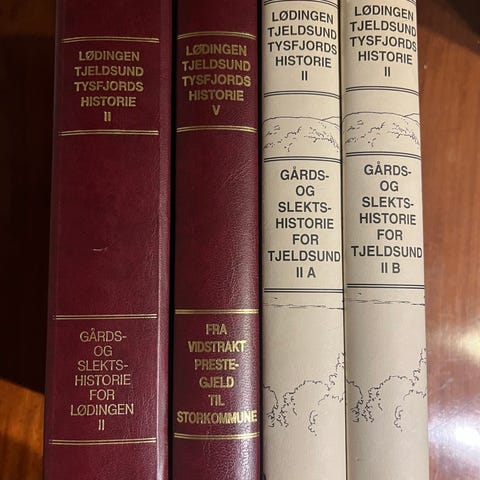 LØDINGEN
TJELDSUND
TYSFJORDS
HISTORIE
II
GÅRDS-
OG
SLEKTS-
HISTORIE
FOR
LØDINGEN
II
LØDINGEN
TJELDSUND
TYSFJORDS
HISTORIE
V
FRA
VIDSTRAKT
PRESTE-
GJELD
TIL
STORKOMMUNE
LØDINGEN
TJELDSUND
TYSFJORDS
HISTORIE
II
GÅRDS-
OG
SLEKTS-
HISTORIE
FOR
TJELDSUND
II A
LØDINGEN
TJELDSUND
TYSFJORDS
HISTORIE
II
GÅRDS-
OG
SLEKTS-
HISTORIE
FOR
TJELDSUND
II B